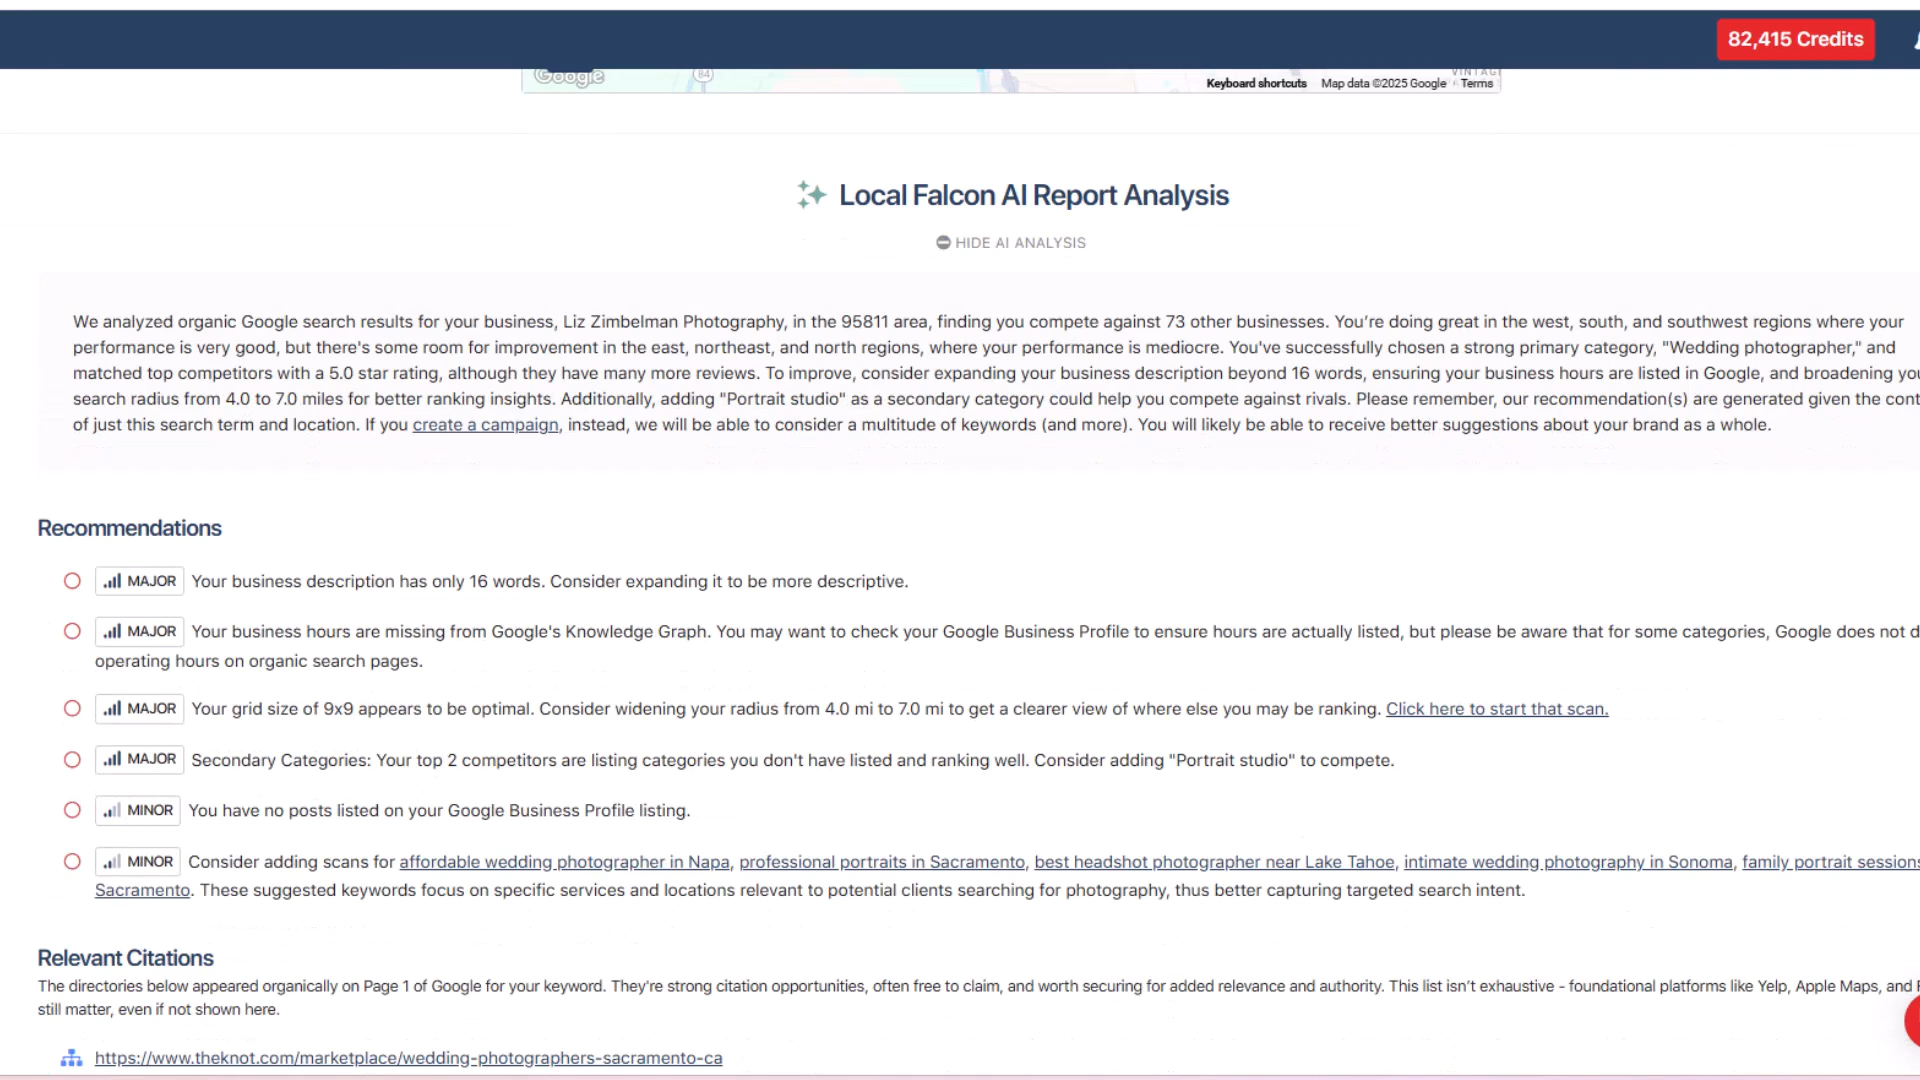 82,415 Credits
Google
84
VINTAG
Keyboard shortcuts Map data ©2025 Google Terms
Local Falcon AI Report Analysis
HIDE AI ANALYSIS
We analyzed organic Google search results for your business, Liz Zimbelman Photography, in the 95811 area, finding you compete against 73 other businesses. You're doing great in the west, south, and southwest regions where your
performance is very good, but there's some room for improvement in the east, northeast, and north regions, where your performance is mediocre. You've successfully chosen a strong primary category, "Wedding photographer," and
matched top competitors with a 5.0 star rating, although they have many more reviews. To improve, consider expanding your business description beyond 16 words, ensuring your business hours are listed in Google, and broadening you
search radius from 4.0 to 7.0 miles for better ranking insights. Additionally, adding "Portrait studio" as a secondary category could help you compete against rivals. Please remember, our recommendation(s) are generated given the cont
of just this search term and location. If you create a campaign, instead, we will be able to consider a multitude of keywords (and more). You will likely be able to receive better suggestions about your brand as a whole.
Recommendations
MAJOR Your business description has only 16 words. Consider expanding it to be more descriptive.
MAJOR Your business hours are missing from Google's Knowledge Graph. You may want to check your Google Business Profile to ensure hours are actually listed, but please be aware that for some categories, Google does not d
operating hours on organic search pages.
MAJOR Your grid size of 9x9 appears to be optimal. Consider widening your radius from 4.0 mi to 7.0 mi to get a clearer view of where else you may be ranking. Click here to start that scan.
MAJOR Secondary Categories: Your top 2 competitors are listing categories you don't have listed and ranking well. Consider adding "Portrait studio" to compete.
MINOR You have no posts listed on your Google Business Profile listing.
MINOR Consider adding scans for affordable wedding photographer in Napa, professional portraits in Sacramento, best headshot photographer near Lake Tahoe, intimate wedding photography in Sonoma, family portrait sessions
Sacramento. These suggested keywords focus on specific services and locations relevant to potential clients searching for photography, thus better capturing targeted search intent.
Relevant Citations
The directories below appeared organically on Page 1 of Google for your keyword. They're strong citation opportunities, often free to claim, and worth securing for added relevance and authority. This list isn't exhaustive - foundational platforms like Yelp, Apple Maps, and F
still matter, even if not shown here.
https://www.theknot.com/marketplace/wedding-photographers-sacramento-ca